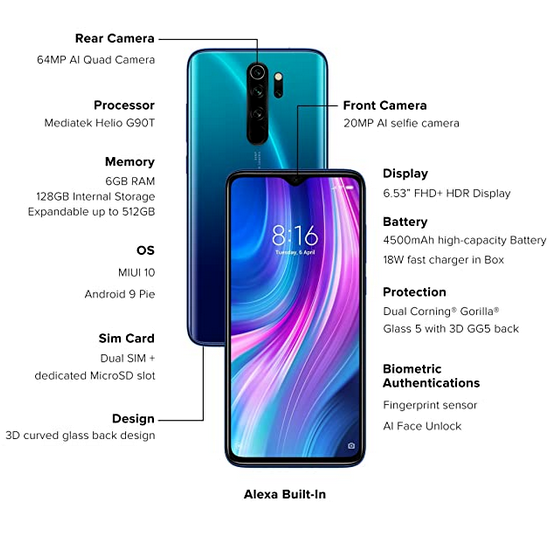 Rear Camera
64MP AI Quad Camera
Processor
Mediatek Helio G90T
Memory
6GB RAM
128GB Internal Storage
Expandable up to 512GB
OS
MIUI 10
Android 9 Pie
Sim Card
Dual SIM +
dedicated MicroSD slot
Design
3D curved glass back design
8:16
Tuesday, 5 April
Front Camera
20MP AI selfie camera
Display
6.53” FHD+ HDR Display
Battery
4500mAh high-capacity Battery
18W fast charger in Box
Protection
Dual Corning® Gorilla®
Glass 5 with 3D GG5 back
Biometric
Authentications
Fingerprint sensor
AI Face Unlock
Alexa Built-In